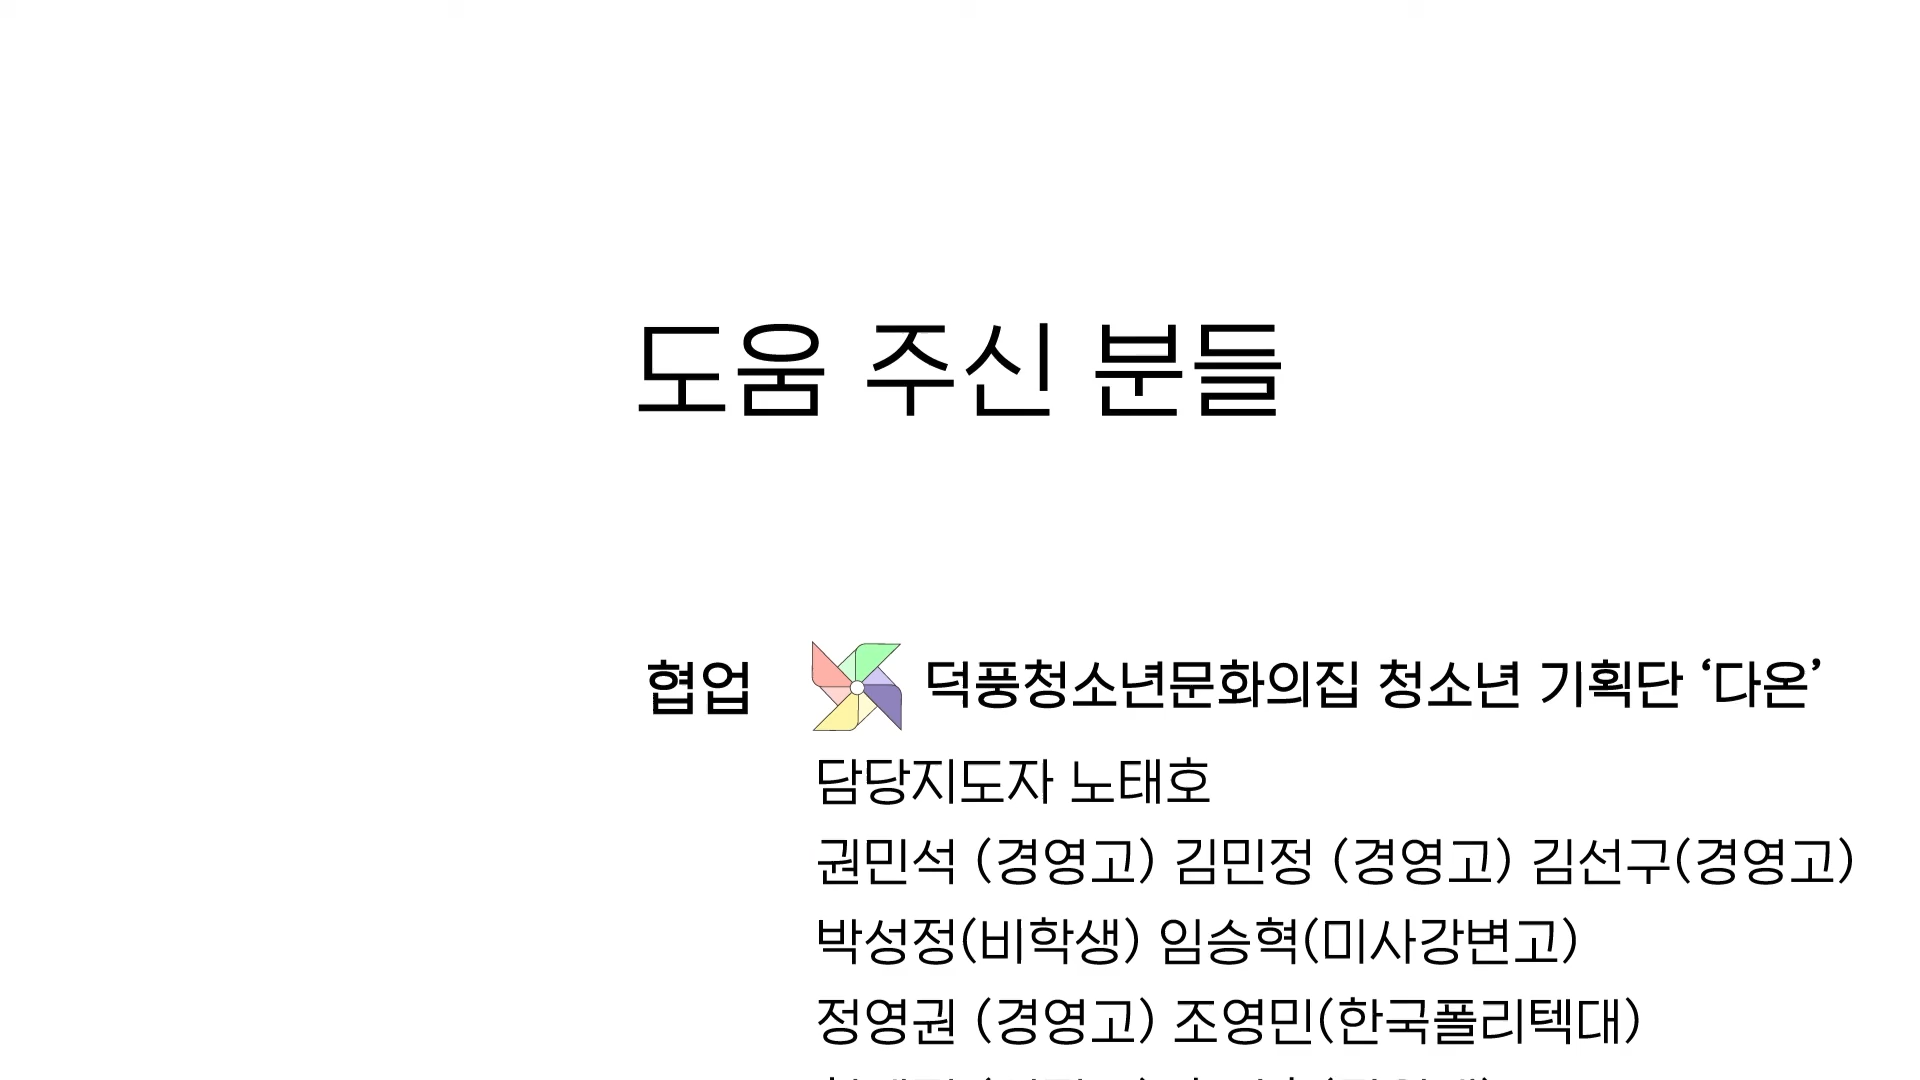 도움 주신 분들
협업 덕풍청소년문화의집 청소년 기획단 ‘다온’
담당지도자 노태호
권민석 (경영고) 김민정 (경영고) 김선구(경영고)
박성정(비학생) 임승혁(미사강변고)
정영권 (경영고) 조영민(한국폴리텍대)